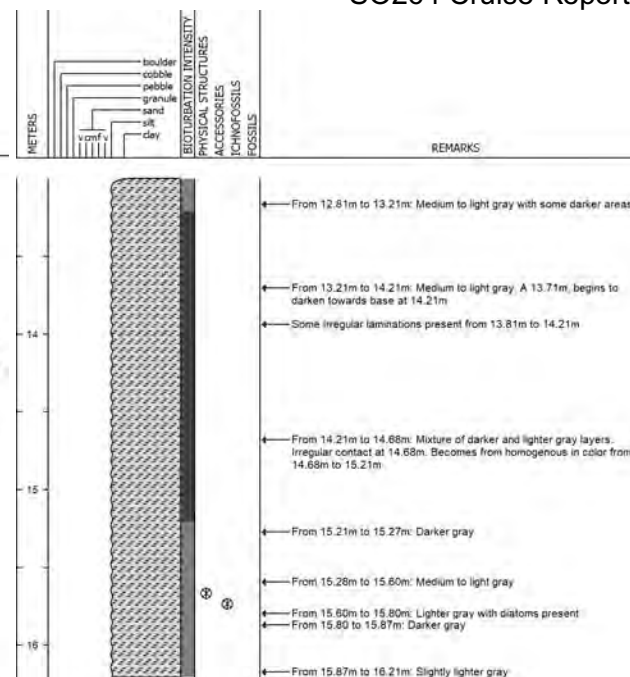 SO264 Cruise Report
METERS
boulder
cobble
pebble
granule
sand
silt
clay
vcmf v
BIOTURBATION INTENSITY
PHYSICAL STRUCTURES
ACCESSORIES
ICHNOFOSSILS
FOSSILS
REMARKS
From 12.81m to 13.21m: Medium to light gray with some darker areas
From 13.21m to 14.21m: Medium to light gray. A 13.71m, begins to
darken towards base at 14.21m
14
Some irregular laminations present from 13.81m to 14.21m
From 14.21m to 14.68m: Mixture of darker and lighter gray layers.
Irregular contact at 14.68m. Becomes from homogenous in color from
14.68m to 15.21m
15
From 15.21m to 15.27m: Darker gray
From 15.28m to 15.60m: Medium to light gray
From 15.60m to 15.80m: Lighter gray with diatoms present
From 15.80 to 15.87m: Darker gray
16
From 15.87m to 16.21m: Slightly lighter gray